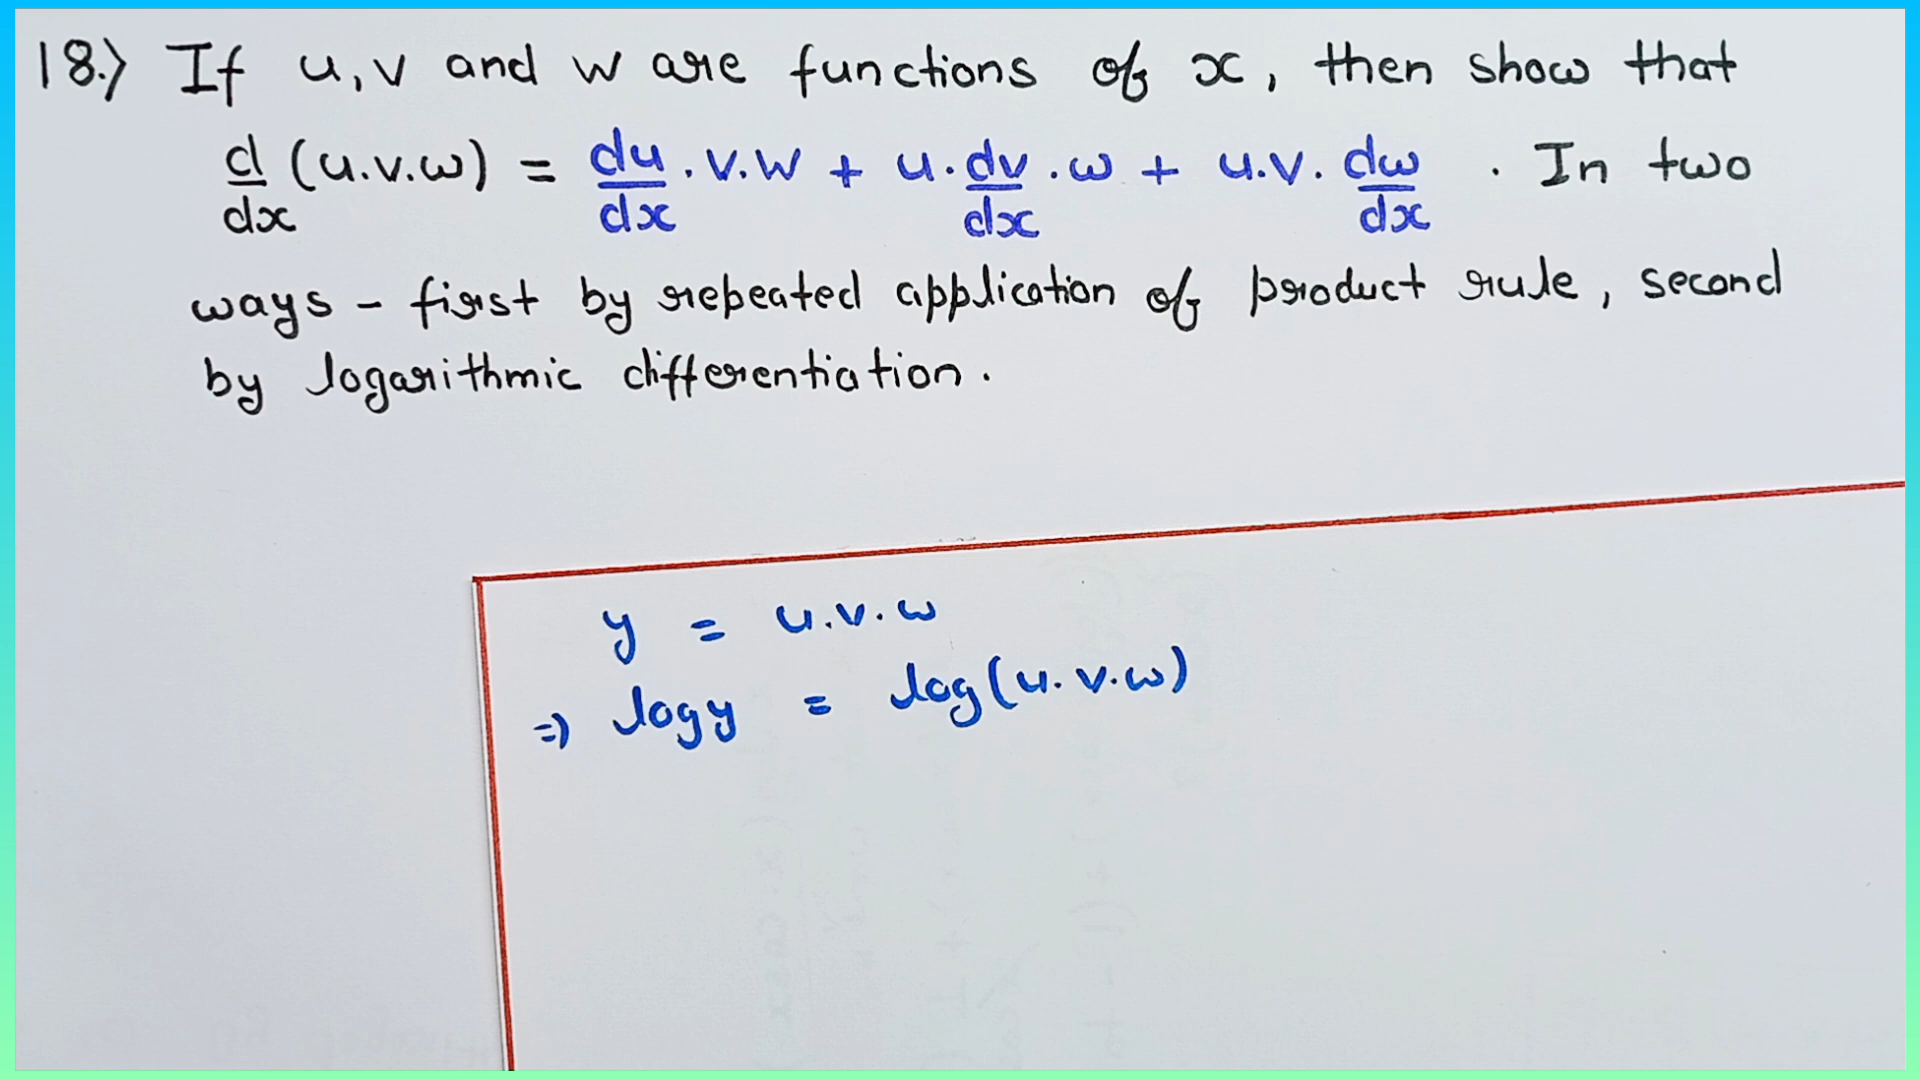 18.) If u, v and w are functions of x, then show that
d/dx (u.v.w) = du/dx . v.w + u. dv/dx .w + u.v. dw/dx . In two
ways - first by repeated application of product rule, second
by logarithmic differentiation.
y = u.v.w
=) logy = log(u.v.w)